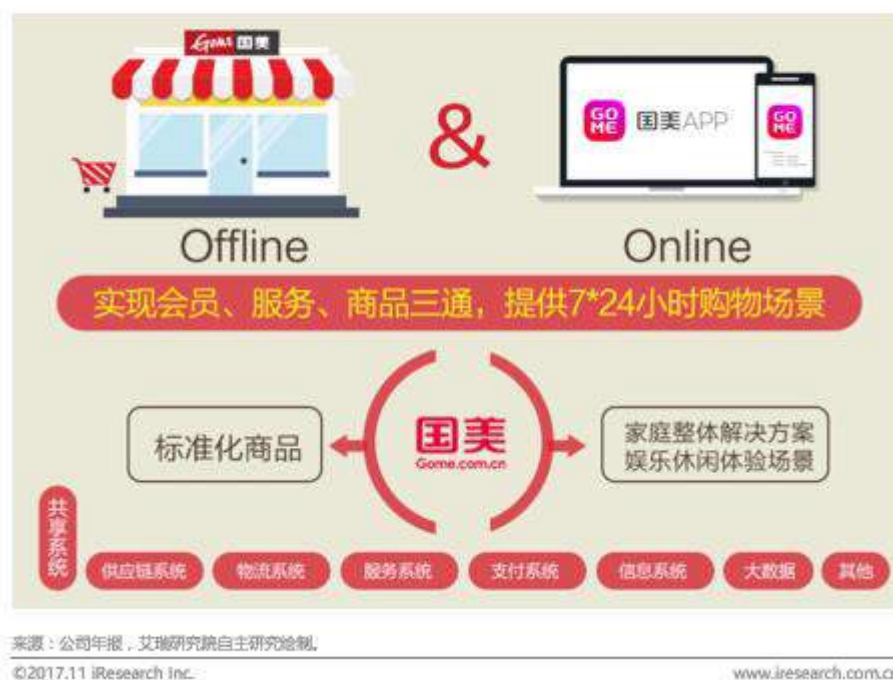 Gome 国美
&
GO
ME
国美APP
GO
ME
Offline
Online
实现会员、服务、商品三通，提供7*24小时购物场景
标准化商品
国美
Gome.com.cn
家庭整体解决方案
娱乐休闲体验场景
共享系统
供应链系统
物流系统
服务系统
支付系统
信息系统
大数据
其他
来源：公司年报，艾瑞研究院自主研究绘制。
©2017.11 iResearch Inc.
www.iresearch.com.cn